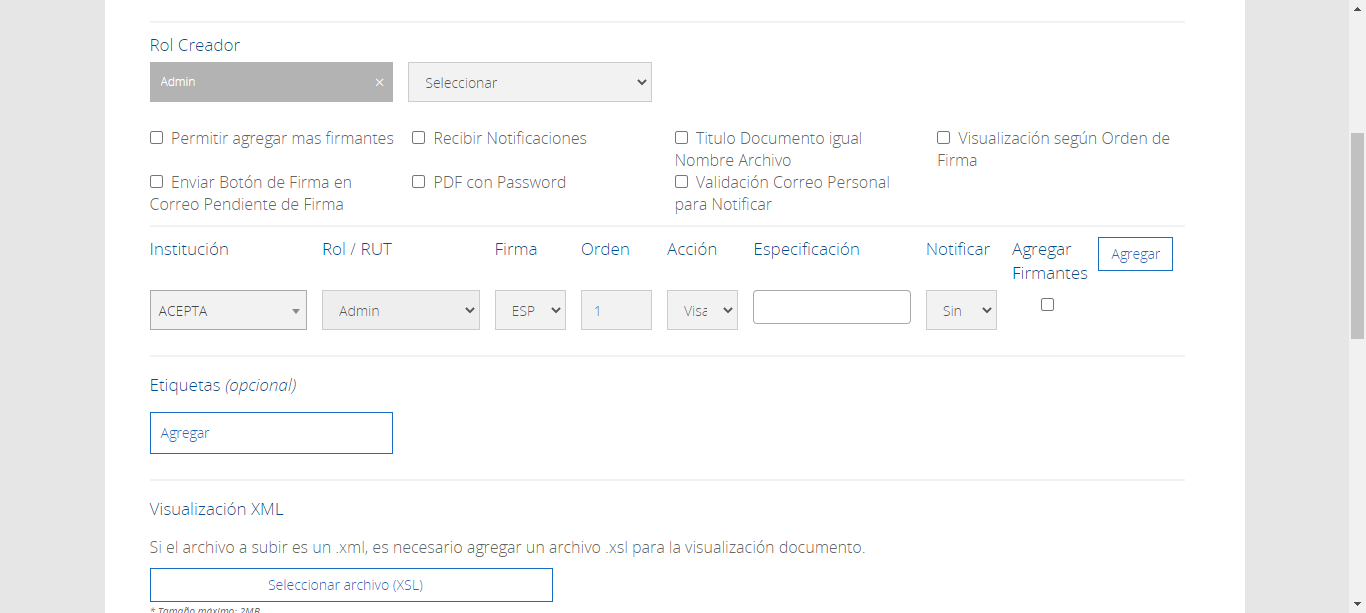 Rol Creador
Admin ×
Seleccionar
Permitir agregar mas firmantes
Recibir Notificaciones
Titulo Documento igual
Nombre Archivo
Visualización según Orden de
Firma
Enviar Botón de Firma en
Correo Pendiente de Firma
PDF con Password
Validación Correo Personal
para Notificar
Institución
Rol / RUT
Firma
Orden
Acción
Especificación
Notificar
Agregar
Firmantes
Agregar
ACEPTA
Admin
ESP
1
Visa
Sin
Etiquetas (opcional)
Agregar
Visualización XML
Si el archivo a subir es un .xml, es necesario agregar un archivo .xsl para la visualización documento.
Seleccionar archivo (XSL)
* Tamaño máximo: 2MB